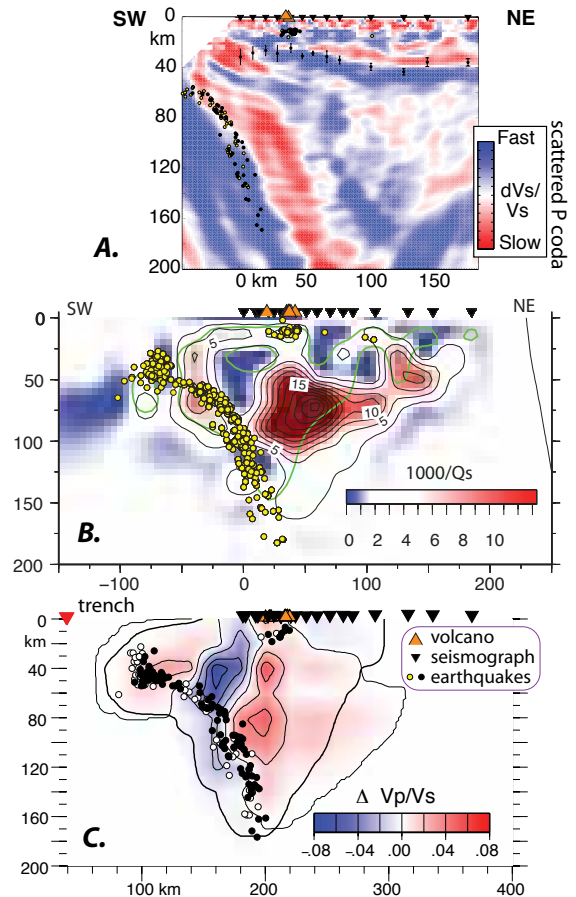 SW
NE
0
km
40
80
120
160
200
A.
0 km
50
100
150
Fast
dVs/
Vs
Slow
scattered P coda
SW
NE
0
50
100
150
200
5
15
10
5
5
B.
1000/Qs
0 2 4 6 8 10
−100
0
100
200
trench
0
km
40
80
120
160
200
C.
volcano
seismograph
earthquakes
Δ Vp/Vs
-.08 -.04 .00 .04 0.08
100 km
200
300
400